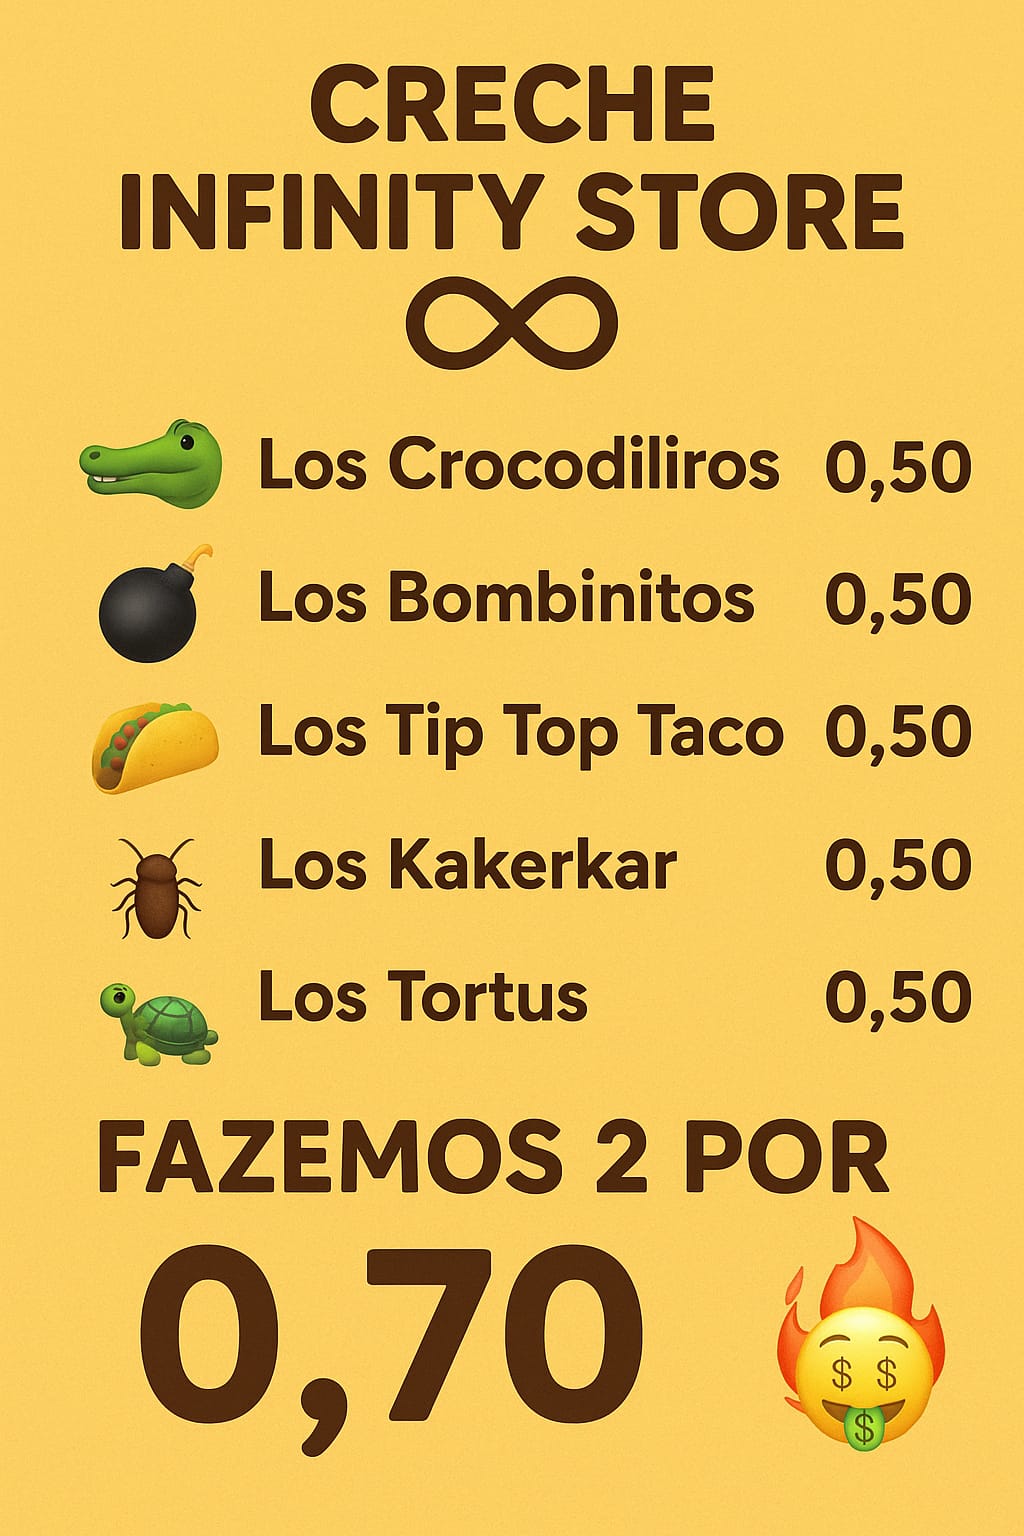 CRECHE
INFINITY STORE
Los Crocodiliros 0,50
Los Bombinitos 0,50
Los Tip Top Taco 0,50
Los Kakerkar 0,50
Los Tortus 0,50
FAZEMOS 2 POR
0,70
$ $
$